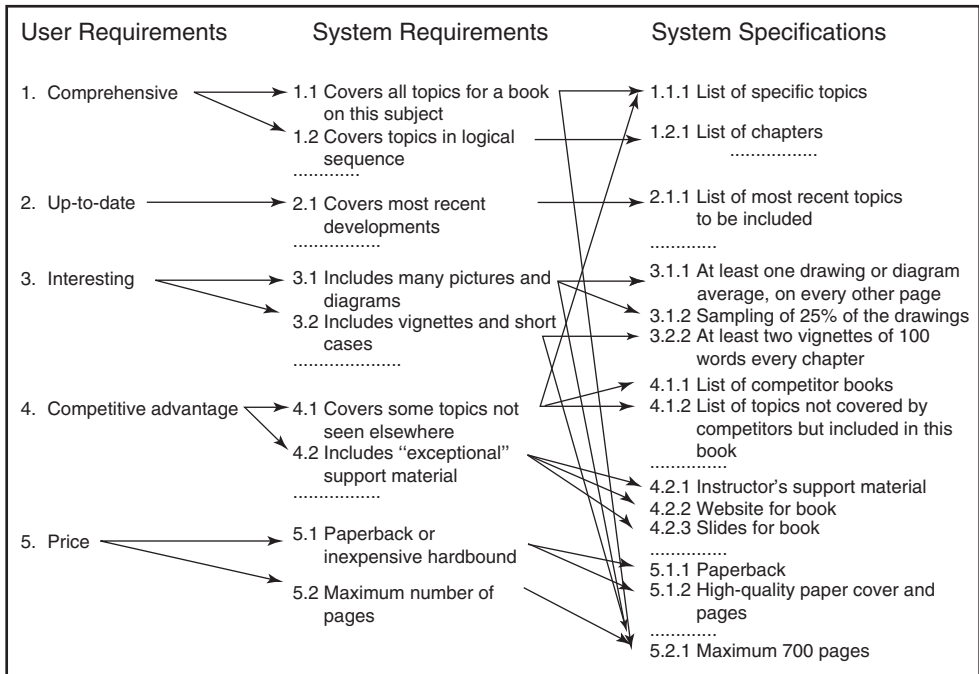 User Requirements
System Requirements
System Specifications
1. Comprehensive
1.1 Covers all topics for a book
on this subject
1.2 Covers topics in logical
sequence
.............
1.1.1 List of specific topics
1.2.1 List of chapters
.................
2. Up-to-date
2.1 Covers most recent
developments
.................
2.1.1 List of most recent topics
to be included
.............
3. Interesting
3.1 Includes many pictures and
diagrams
3.2 Includes vignettes and short
cases
.....................
3.1.1 At least one drawing or diagram
average, on every other page
3.1.2 Sampling of 25% of the drawings
3.2.2 At least two vignettes of 100
words every chapter
4. Competitive advantage
4.1 Covers some topics not
seen elsewhere
4.2 Includes ‘‘exceptional’’
support material
.................
4.1.1 List of competitor books
4.1.2 List of topics not covered by
competitors but included in this
book
...............
4.2.1 Instructor’s support material
4.2.2 Website for book
4.2.3 Slides for book
...............
5. Price
5.1 Paperback or
inexpensive hardbound
5.2 Maximum number of
pages
5.1.1 Paperback
5.1.2 High-quality paper cover and
pages
.............
5.2.1 Maximum 700 pages